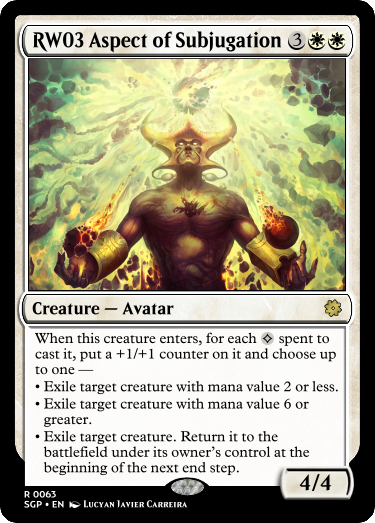 RW03 Aspect of Subjugation 3
Creature — Avatar
When this creature enters, for each spent to
cast it, put a +1/+1 counter on it and choose up
to one —
• Exile target creature with mana value 2 or less.
• Exile target creature with mana value 6 or
greater.
• Exile target creature. Return it to the
battlefield under its owner’s control at the
beginning of the next end step.
4/4
R 0063
SGP • EN Lucyan Javier Carreira